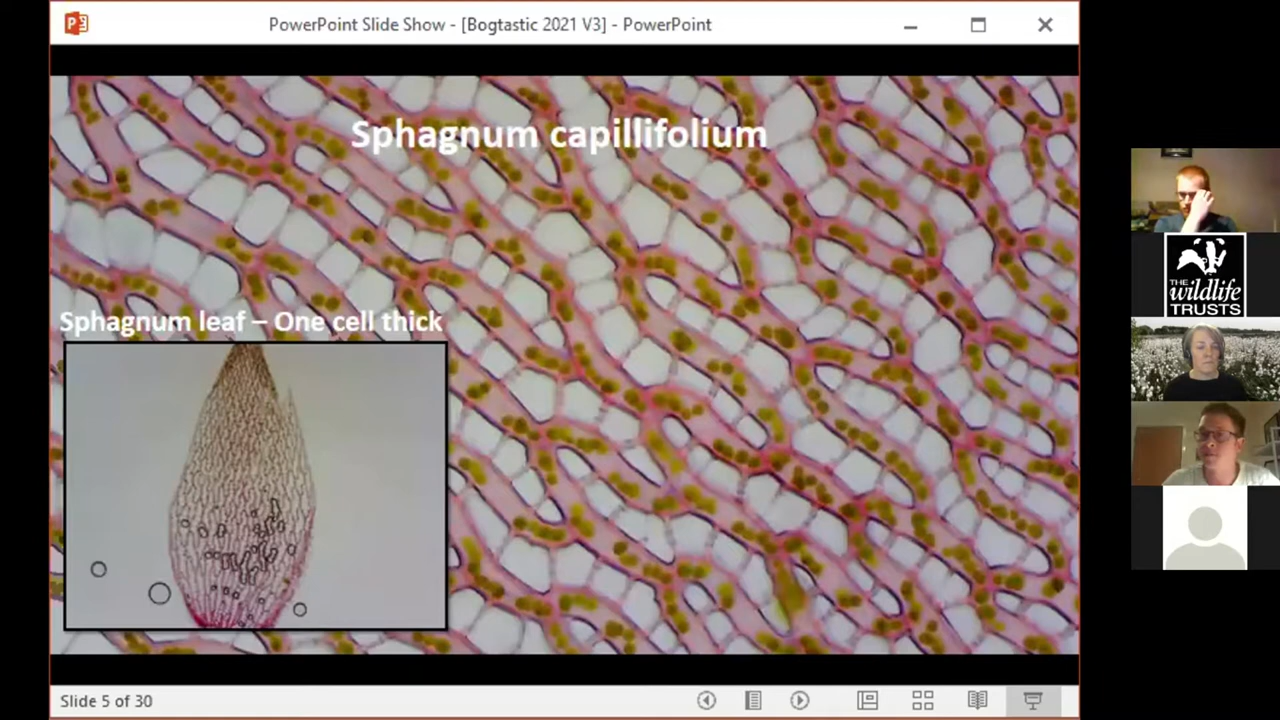 PowerPoint Slide Show - [Bogtastic 2021 V3] - PowerPoint
Sphagnum capillifolium
Sphagnum leaf – One cell thick
THE
wildlife
TRUSTS
Slide 5 of 30